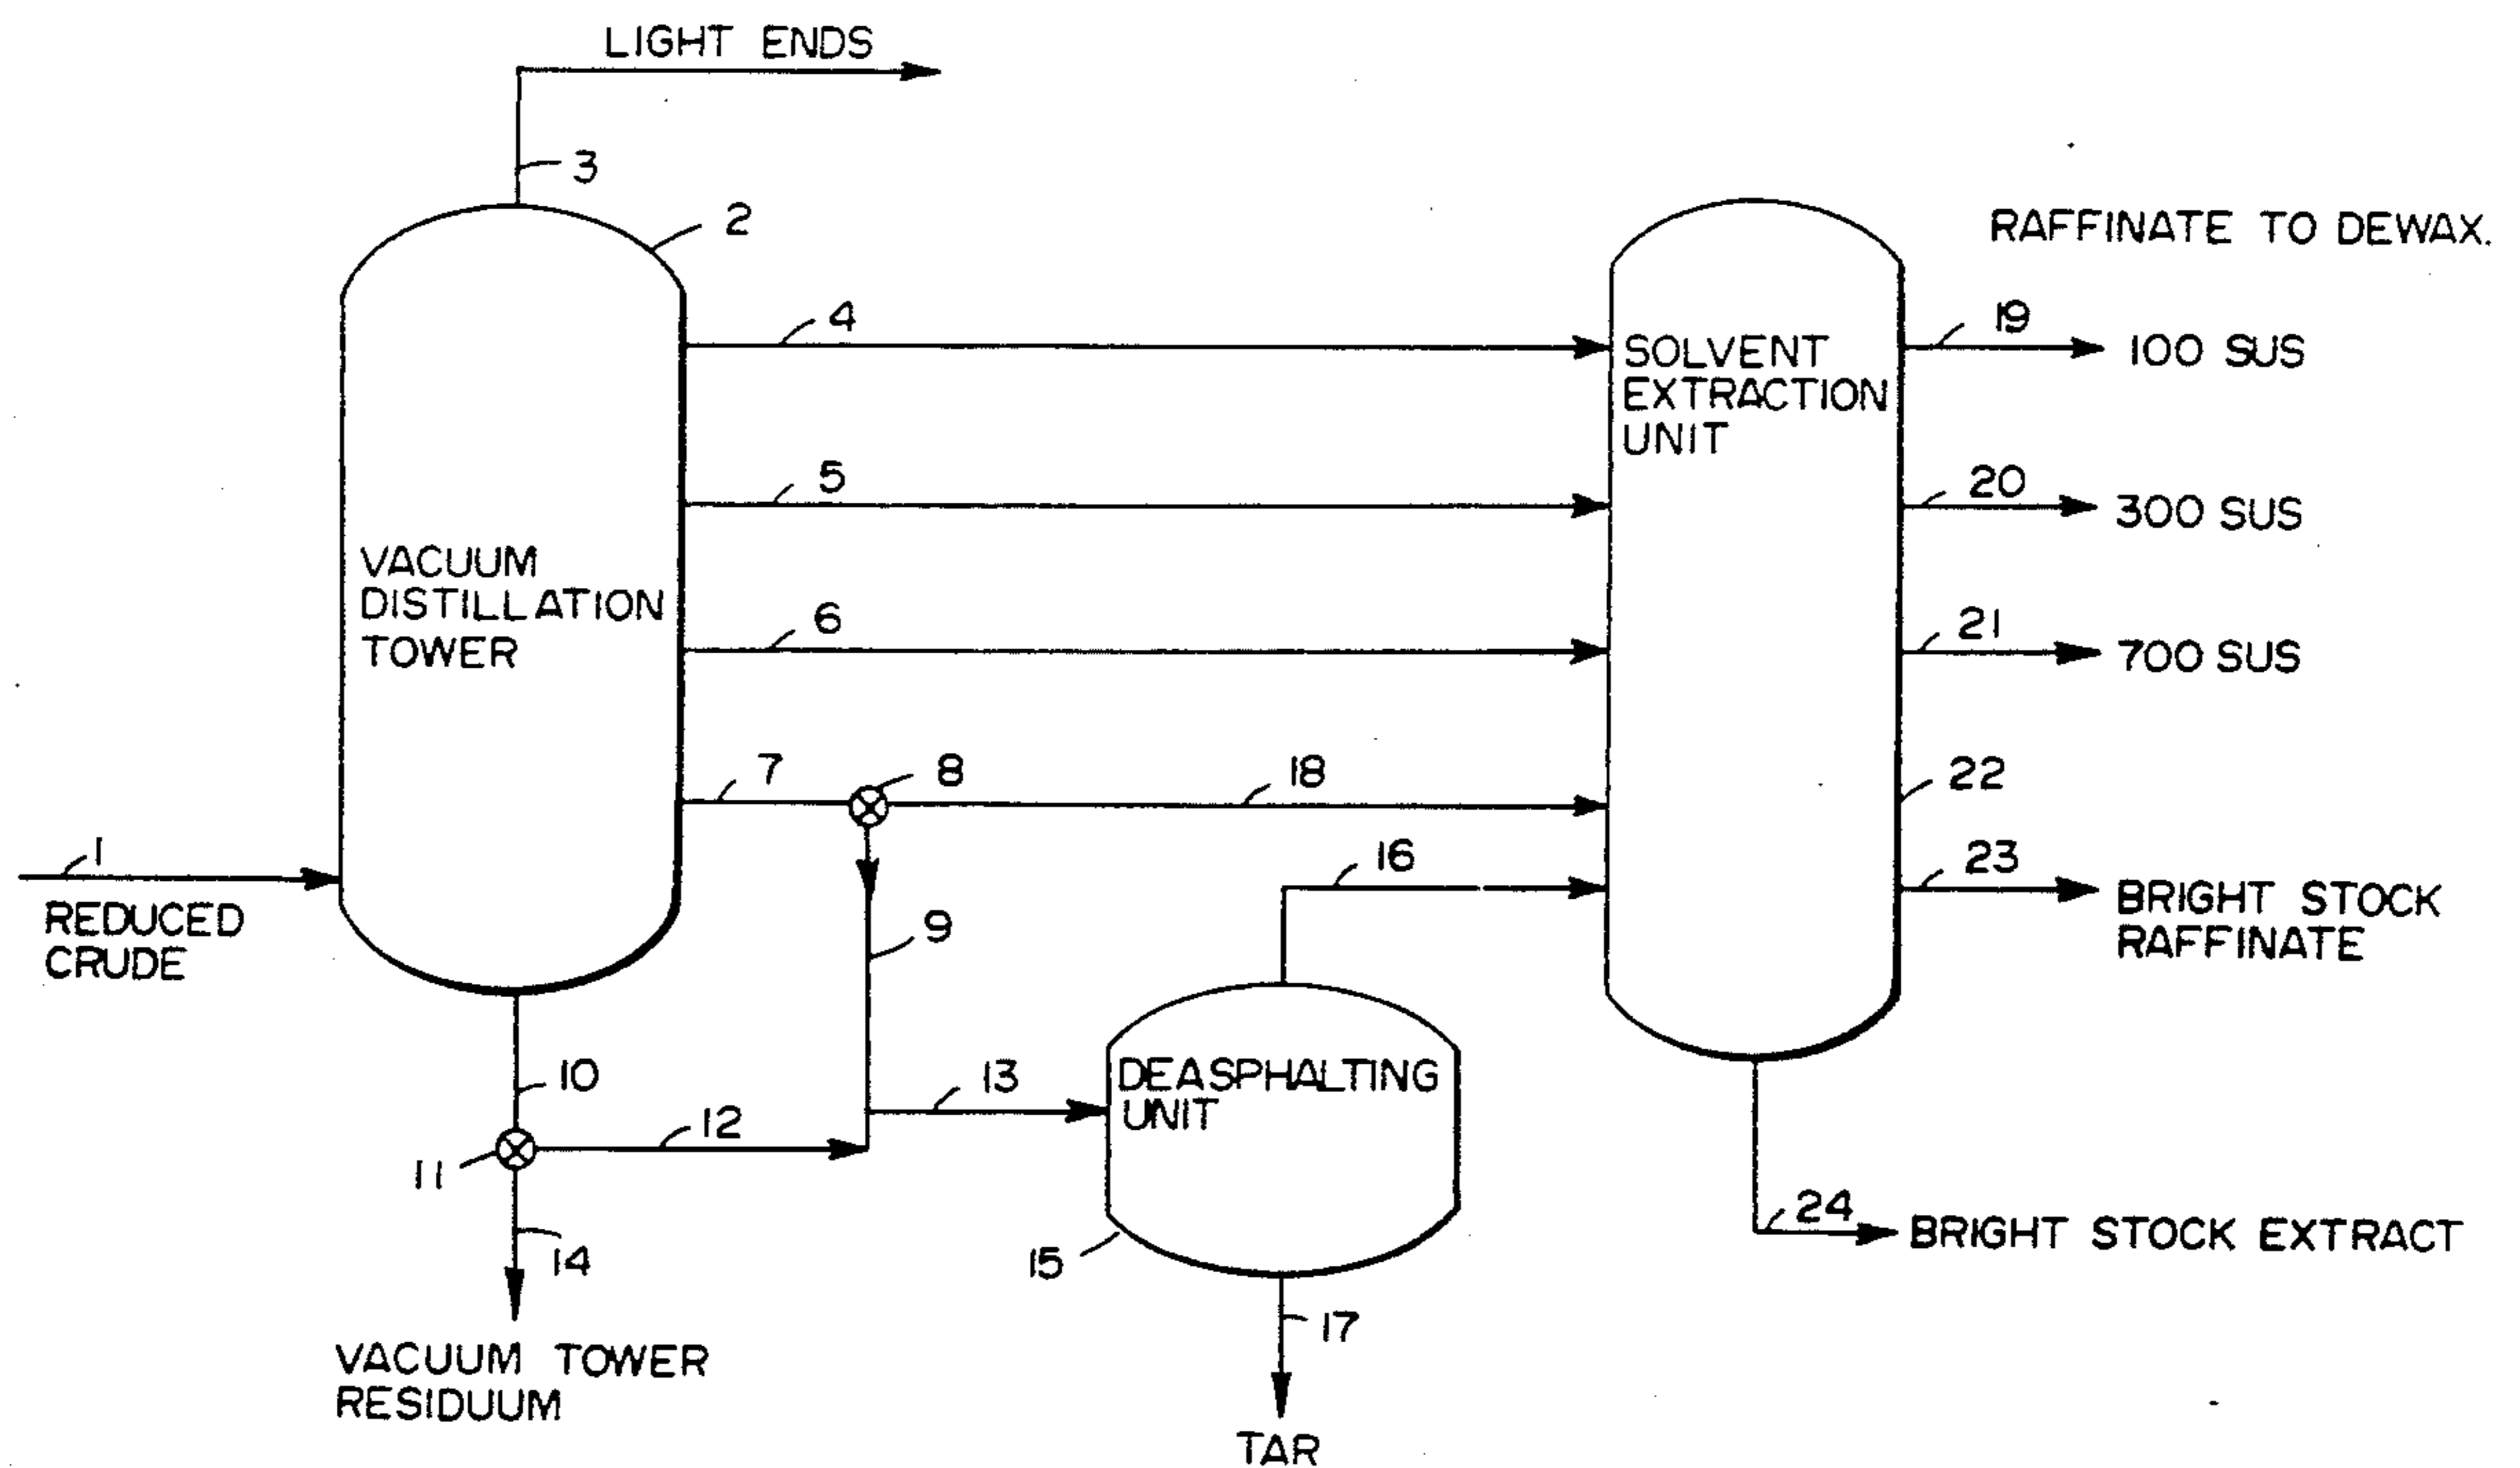 LIGHT ENDS
3
2
RAFFINATE TO DEWAX.
4
19
SOLVENT
EXTRACTION
UNIT
100 SUS
5
20
300 SUS
VACUUM
DISTILLATION
TOWER
6
21
700 SUS
7
8
18
22
1
REDUCED
CRUDE
16
23
BRIGHT STOCK
RAFFINATE
9
10
13
DEASPHALTING
UNIT
12
11
24
BRIGHT STOCK EXTRACT
14
15
17
VACUUM TOWER
RESIDUUM
TAR